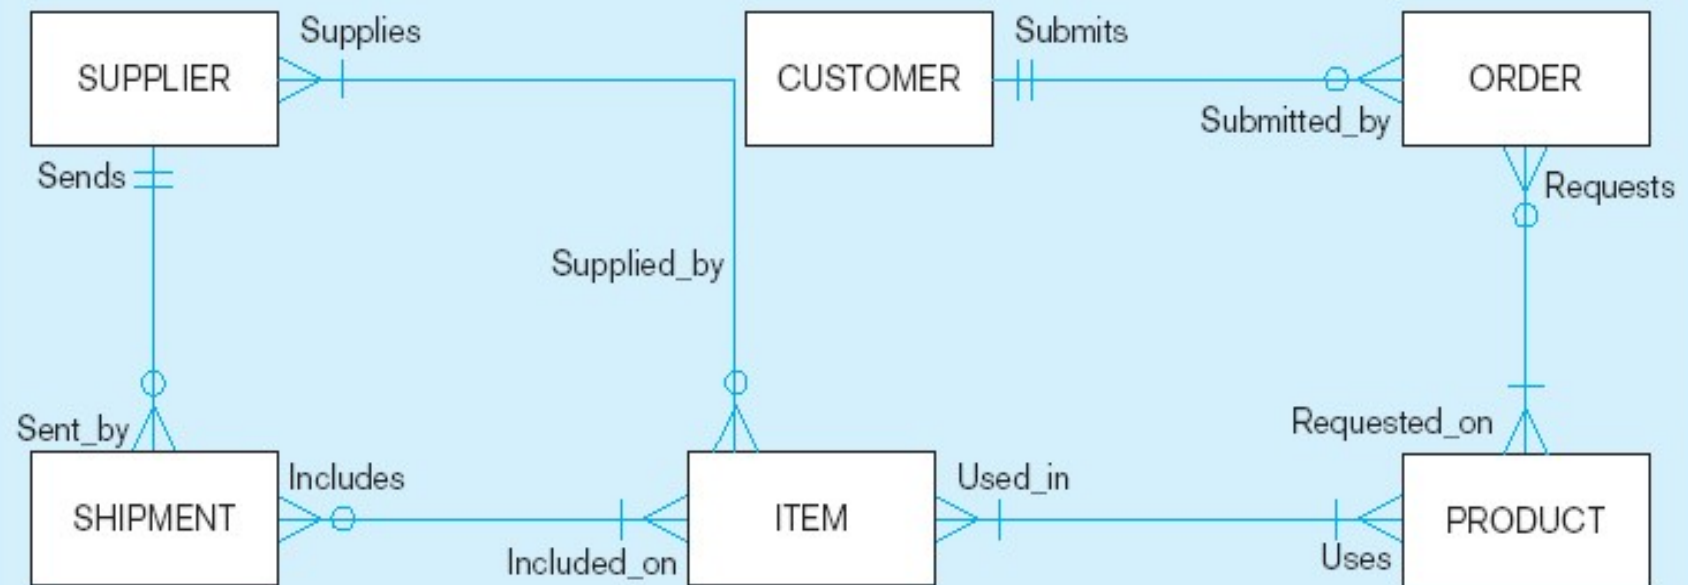 Supplies
Submits
SUPPLIER
CUSTOMER
ORDER
Submitted_by
Sends
Requests
Supplied_by
Sent_by
Requested_on
Includes
Used_in
SHIPMENT
ITEM
PRODUCT
Included_on
Uses